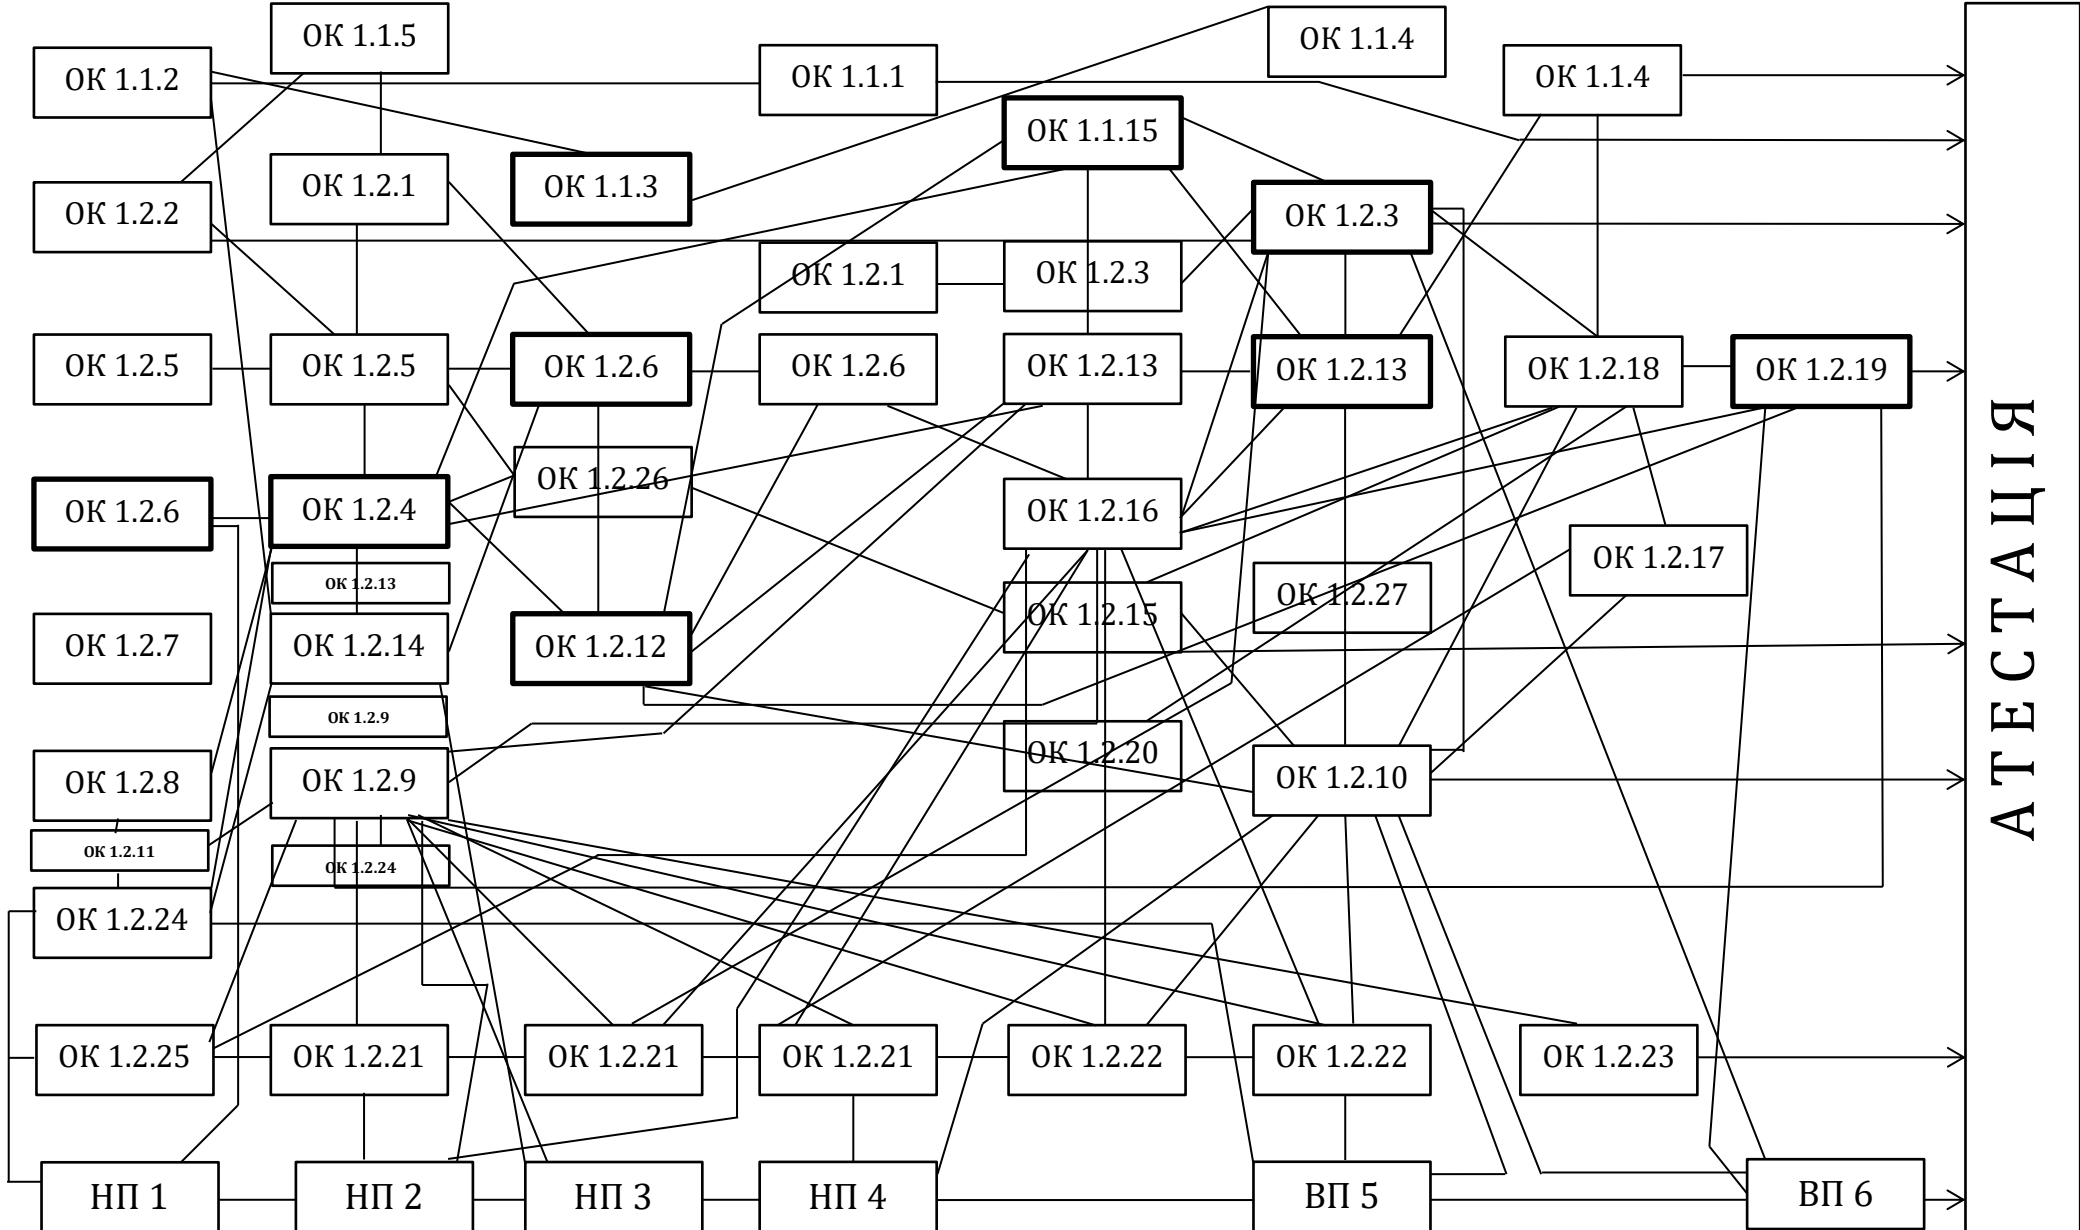 ОК 1.1.5
ОК 1.1.4
ОК 1.1.2
ОК 1.1.1
ОК 1.1.4
ОК 1.1.15
ОК 1.2.1
ОК 1.1.3
ОК 1.2.2
ОК 1.2.3
ОК 1.2.1
ОК 1.2.3
ОК 1.2.5
ОК 1.2.5
ОК 1.2.6
ОК 1.2.6
ОК 1.2.13
ОК 1.2.13
ОК 1.2.18
ОК 1.2.19
ОК 1.2.26
ОК 1.2.6
ОК 1.2.4
ОК 1.2.16
ОК 1.2.17
ОК 1.2.13
ОК 1.2.15
ОК 1.2.27
ОК 1.2.7
ОК 1.2.14
ОК 1.2.12
ОК 1.2.9
ОК 1.2.20
ОК 1.2.8
ОК 1.2.9
ОК 1.2.10
ОК 1.2.11
ОК 1.2.24
ОК 1.2.24
ОК 1.2.25
ОК 1.2.21
ОК 1.2.21
ОК 1.2.21
ОК 1.2.22
ОК 1.2.22
ОК 1.2.23
НП 1
НП 2
НП 3
НП 4
ВП 5
ВП 6
АТЕСТАЦІЯ